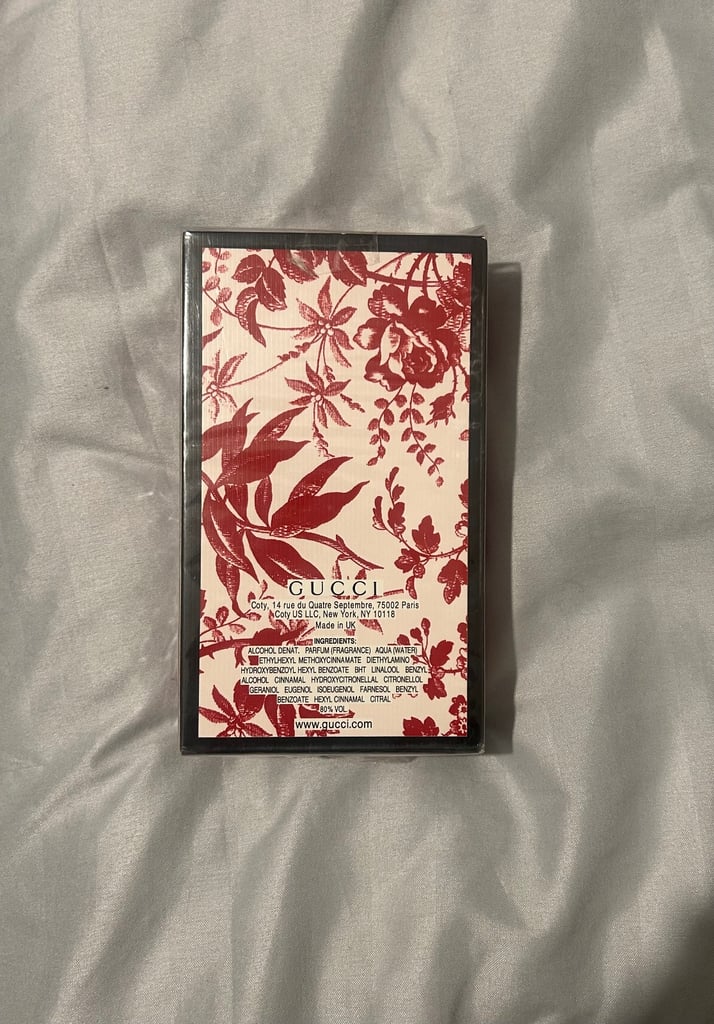 GUCCI
Coty, 14 rue du Quatre Septembre, 75002 Paris
Coty US LLC, New York, NY 10118
Made in UK
INGREDIENTS:
ALCOHOL DENAT. PARFUM (FRAGRANCE) AQUA (WATER)
ETHYLHEXYL METHOXYCINNAMATE DIETHYLAMINO
HYDROXYBENZOYL HEXYL BENZOATE BHT LINALOOL BENZYL
ALCOHOL CINNAMAL HYDROXYCITRONELLAL CITRONELLOL
GERANIOL EUGENOL ISOEUGENOL FARNESOL BENZYL
BENZOATE HEXYL CINNAMAL CITRAL
80% VOL.
www.gucci.com